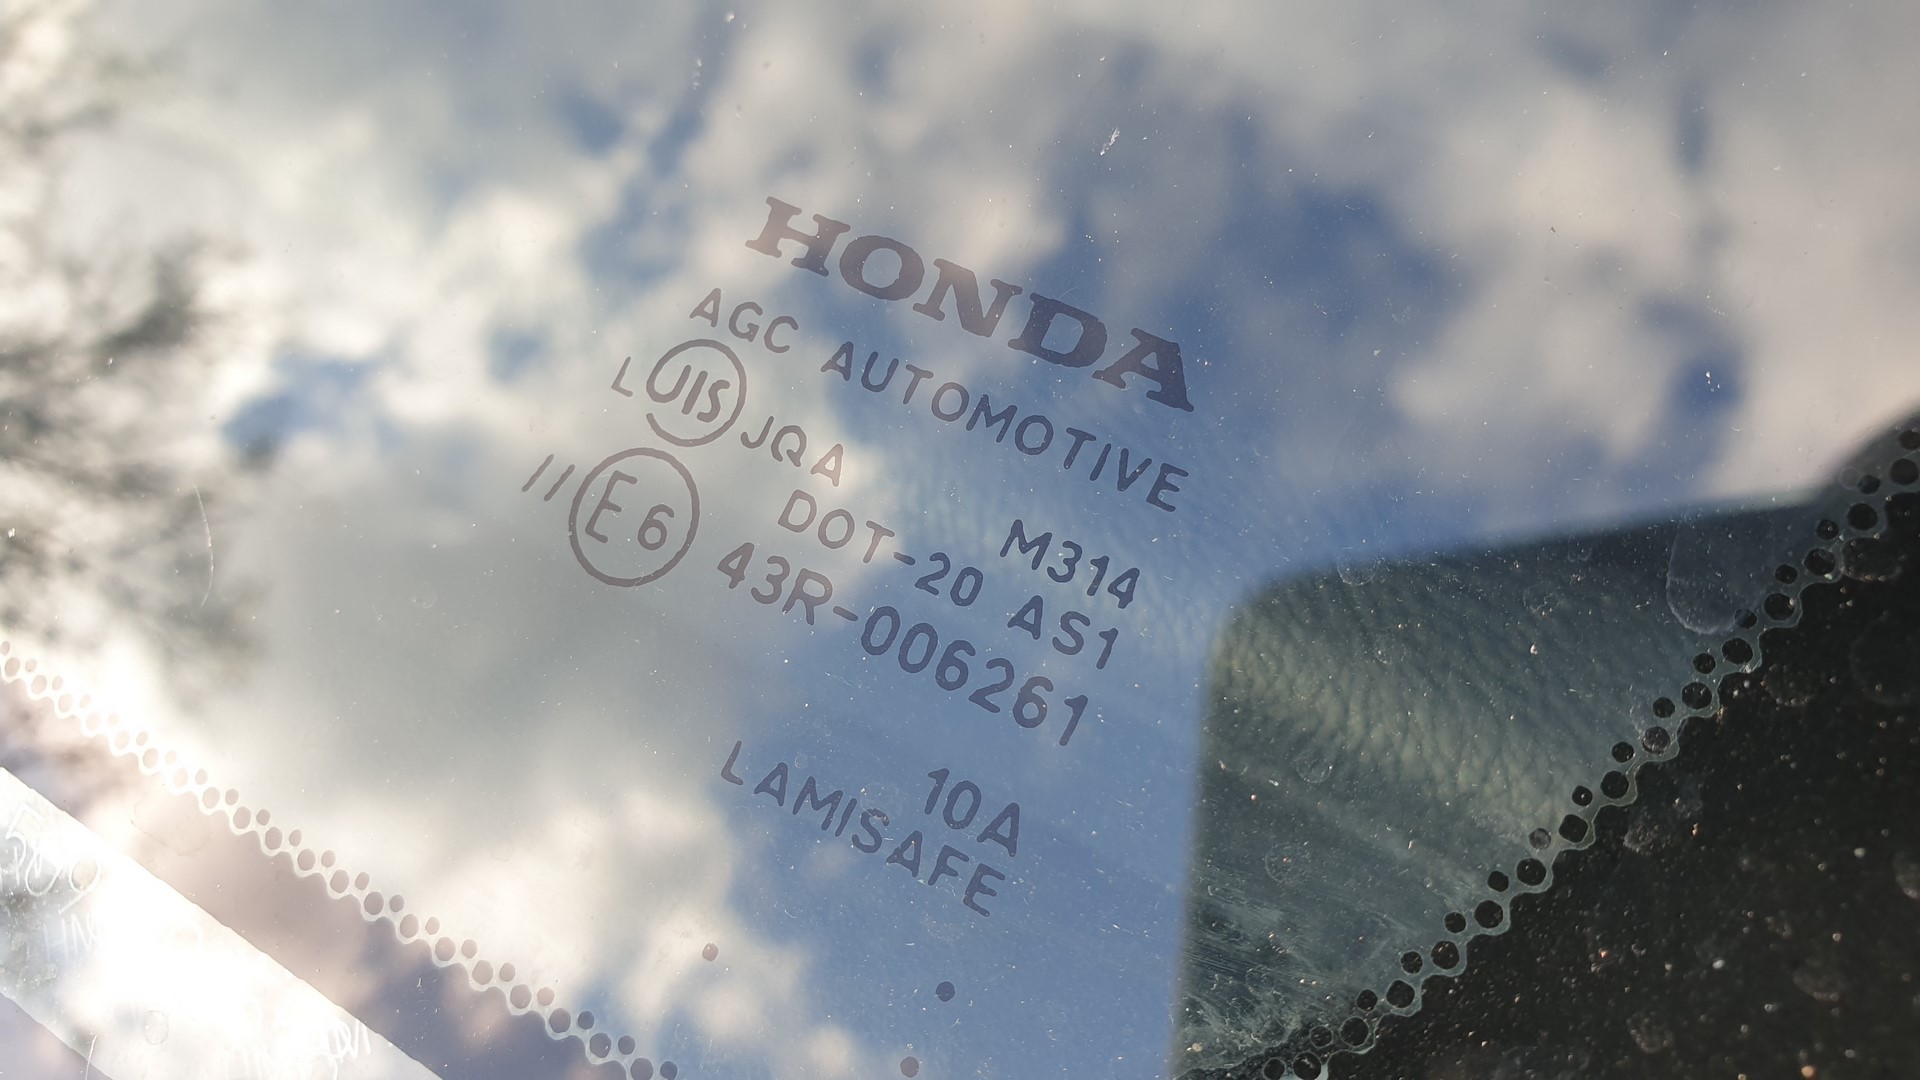 HONDA
AGC AUTOMOTIVE
L JIS JQA
M314
DOT-20 AS1
II E6 43R-006261
10A
LAMISAFE